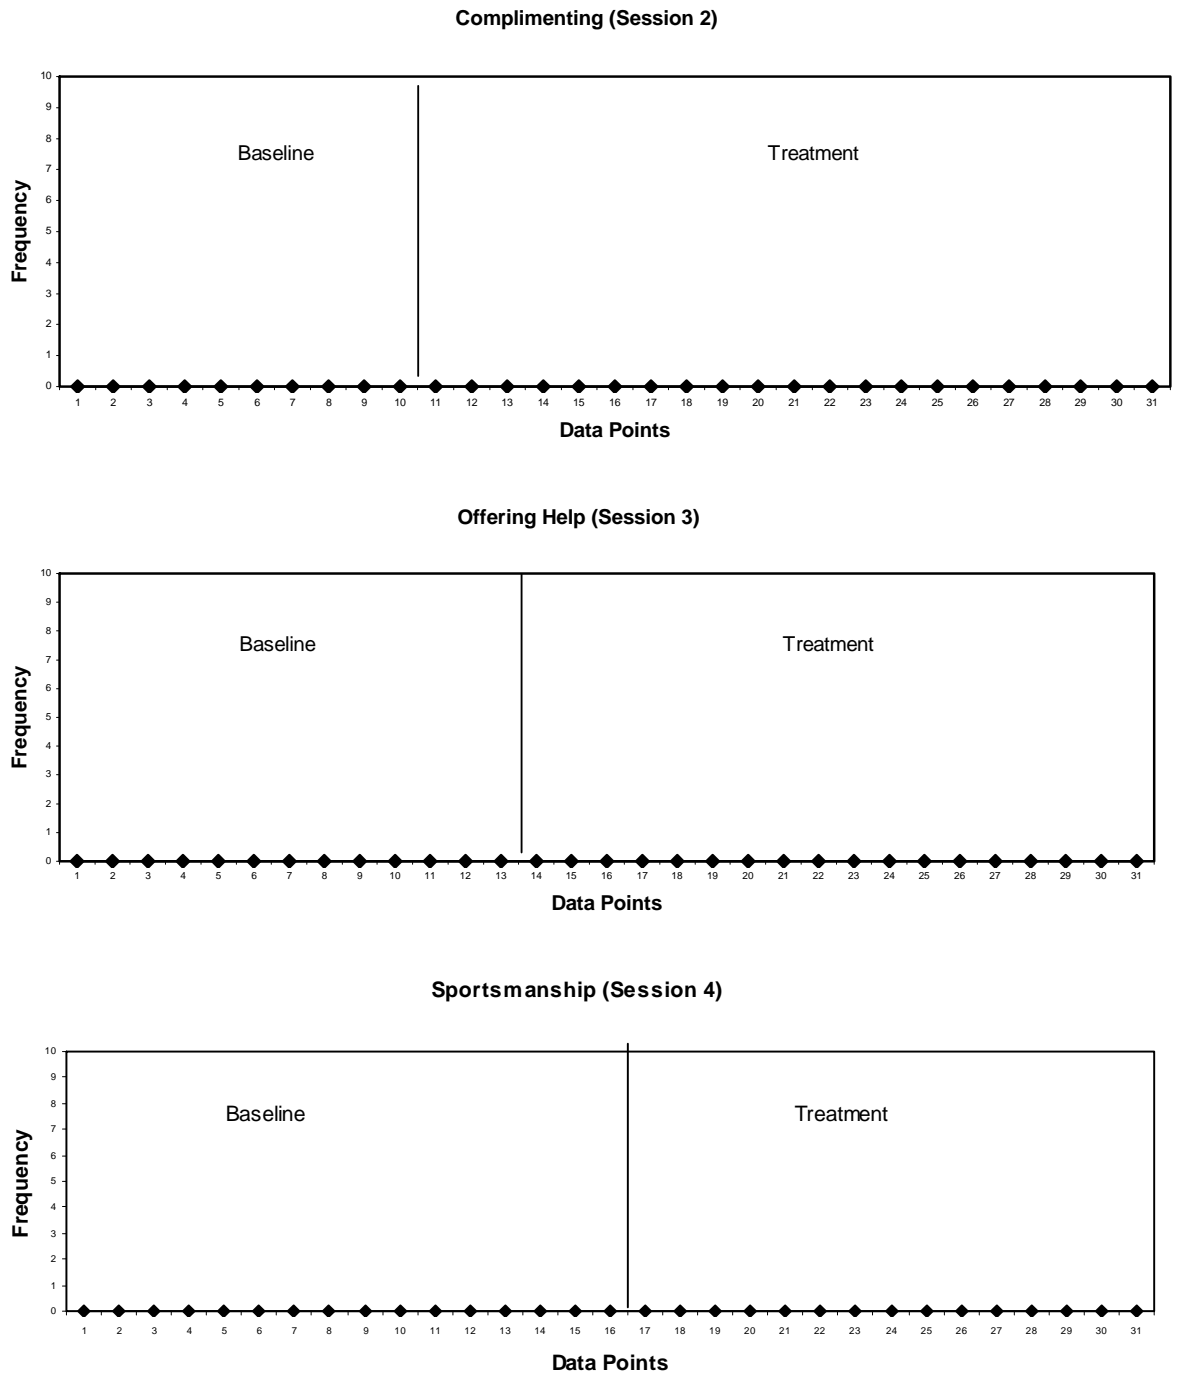 Complimenting (Session 2)
10
9
8
7
6
5
4
3
2
1
0
Frequency
Baseline Treatment
1 2 3 4 5 6 7 8 9 10 11 12 13 14 15 16 17 18 19 20 21 22 23 24 25 26 27 28 29 30 31
Data Points
Offering Help (Session 3)
10
9
8
7
6
5
4
3
2
1
0
Frequency
Baseline Treatment
1 2 3 4 5 6 7 8 9 10 11 12 13 14 15 16 17 18 19 20 21 22 23 24 25 26 27 28 29 30 31
Data Points
Sportsmanship (Session 4)
10
9
8
7
6
5
4
3
2
1
0
Frequency
Baseline Treatment
1 2 3 4 5 6 7 8 9 10 11 12 13 14 15 16 17 18 19 20 21 22 23 24 25 26 27 28 29 30 31
Data Points